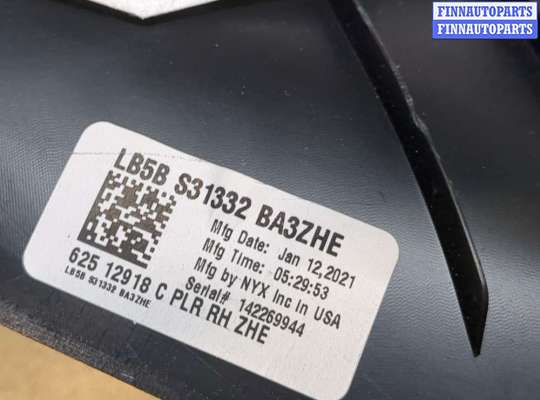 FINNAUTOPARTS
FINNAUTOPARTS
LB5B S31332 BA3ZHE
Mfg Date: Jan 12,2021
Mfg Time: 05:29:53
Mfg by NYX Inc in USA
Serial# 142269944
625 12918 C PLR RH ZHE
LB5B S31332 BA3ZHE